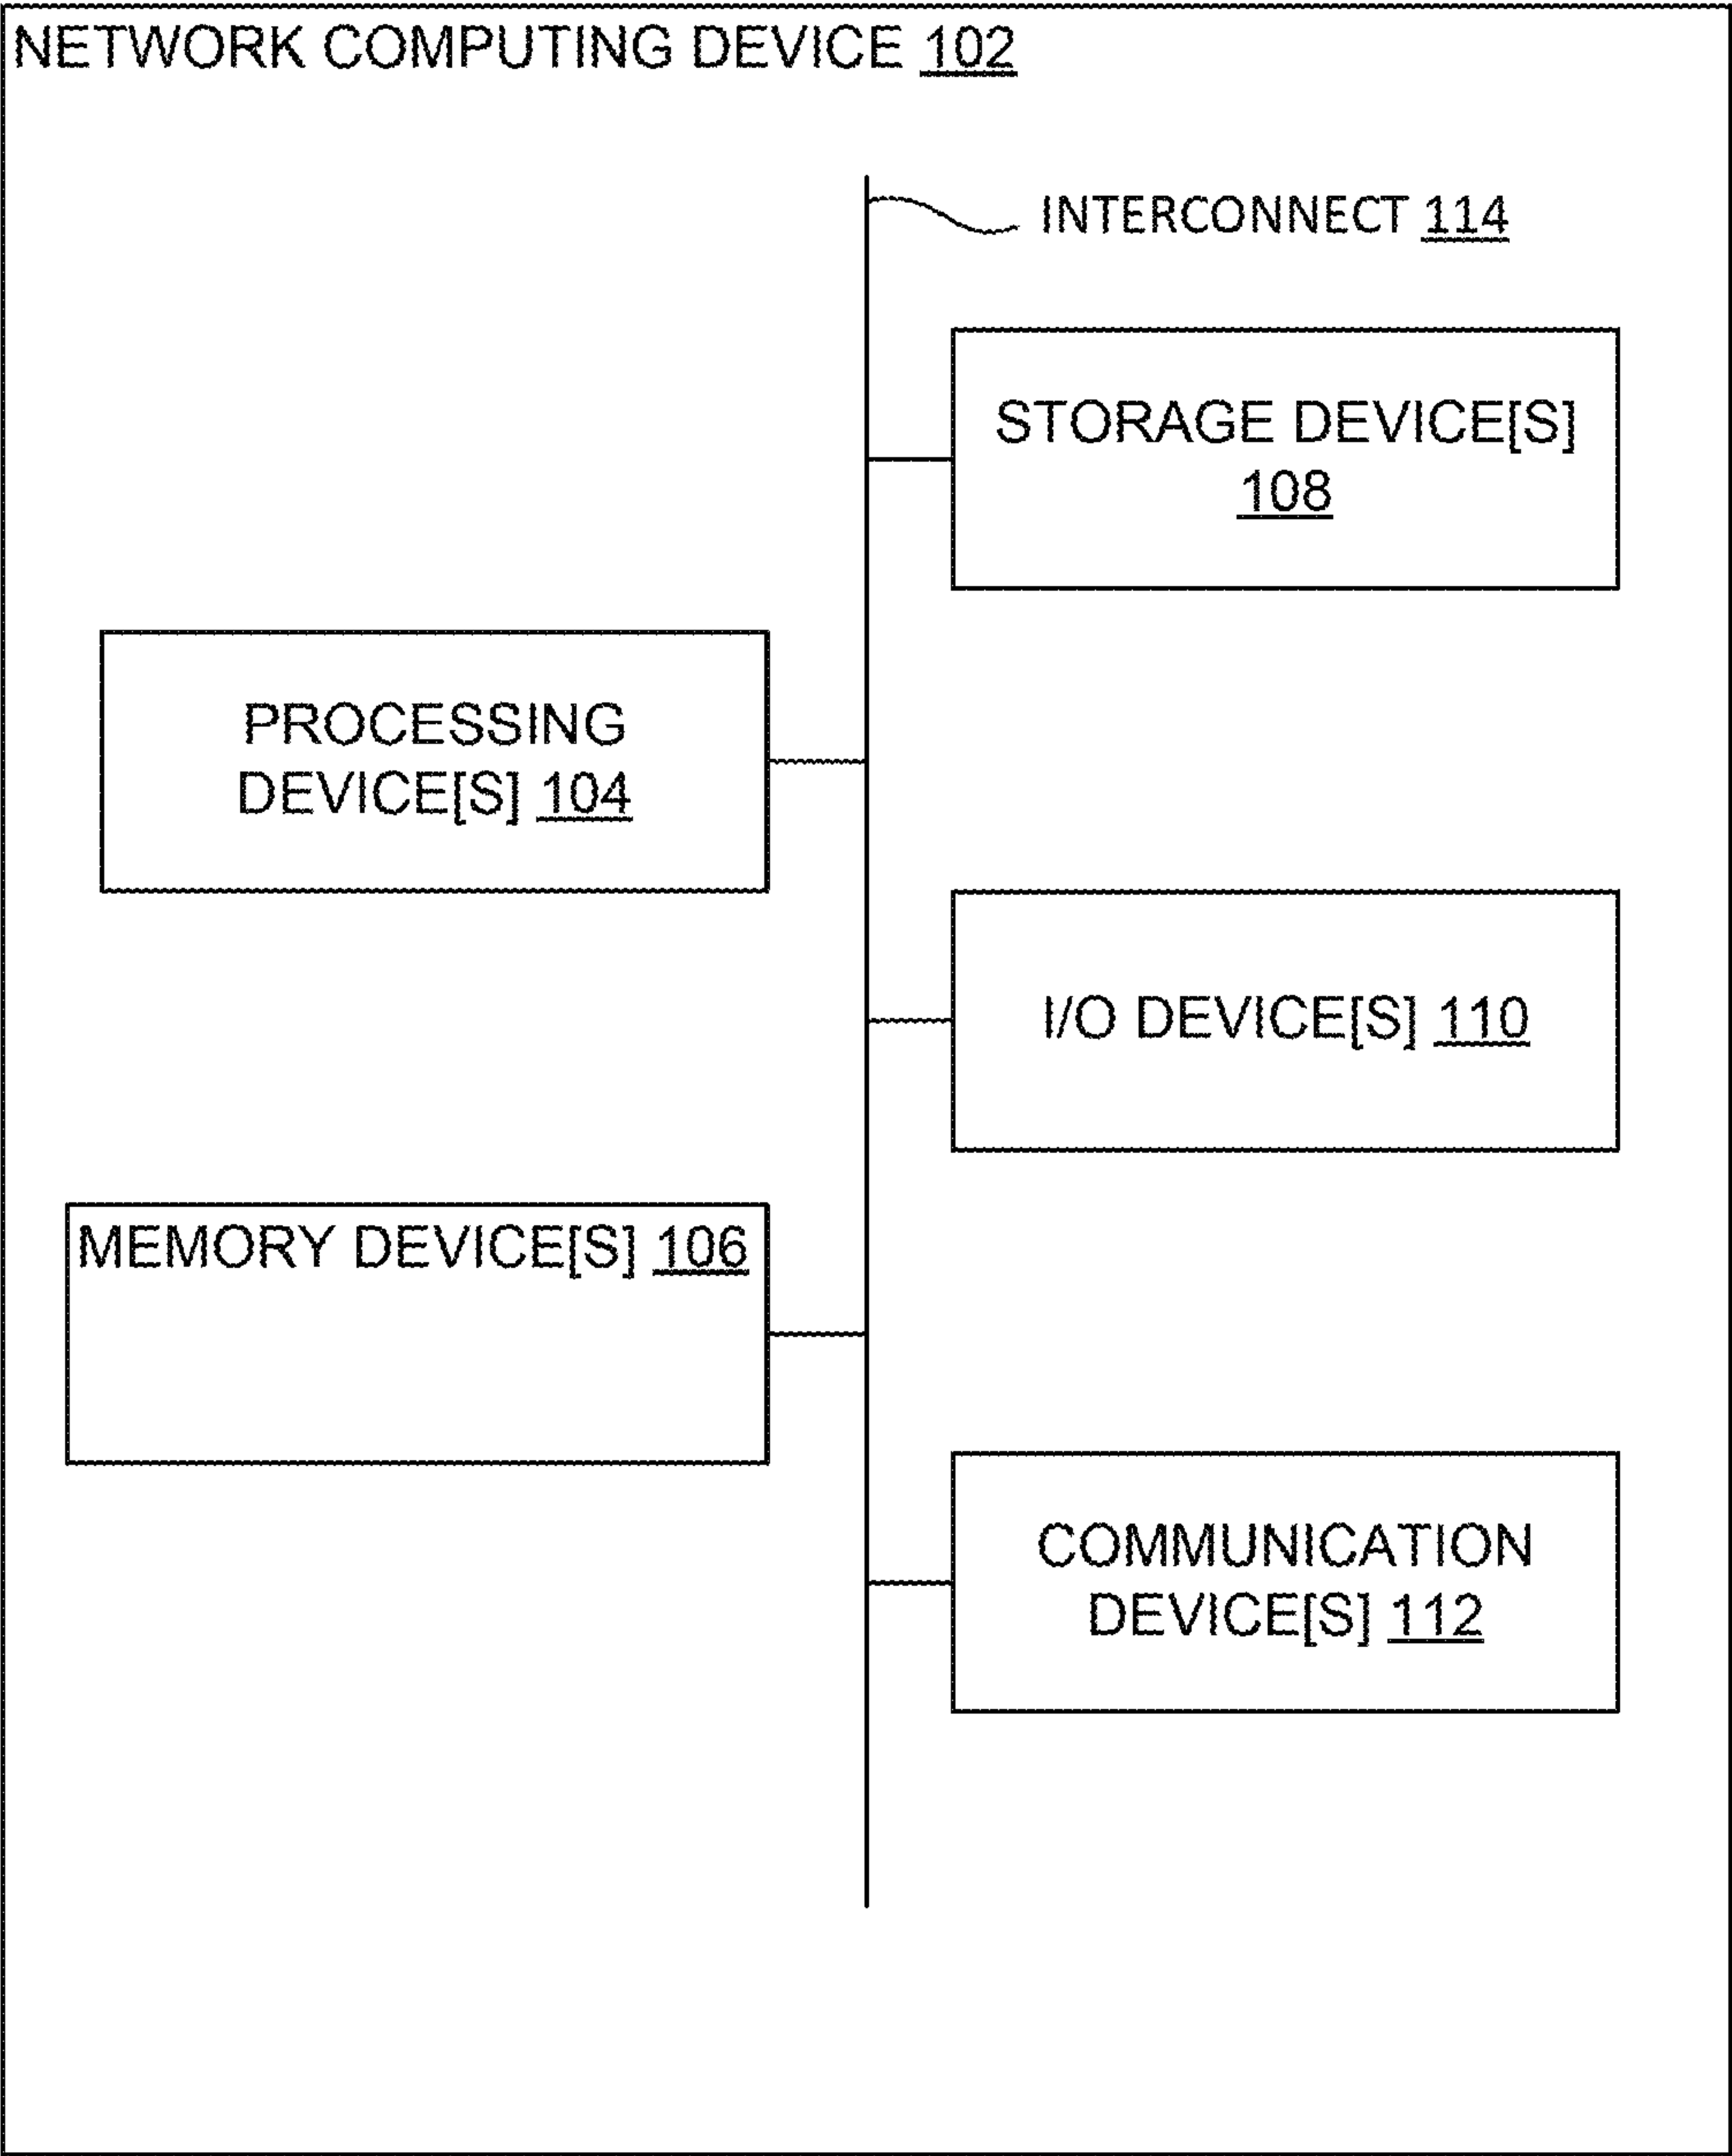 NETWORK COMPUTING DEVICE 102
INTERCONNECT 114
STORAGE DEVICE[S]
108
PROCESSING
DEVICE[S] 104
I/O DEVICE[S] 110
MEMORY DEVICE[S] 106
COMMUNICATION
DEVICE[S] 112